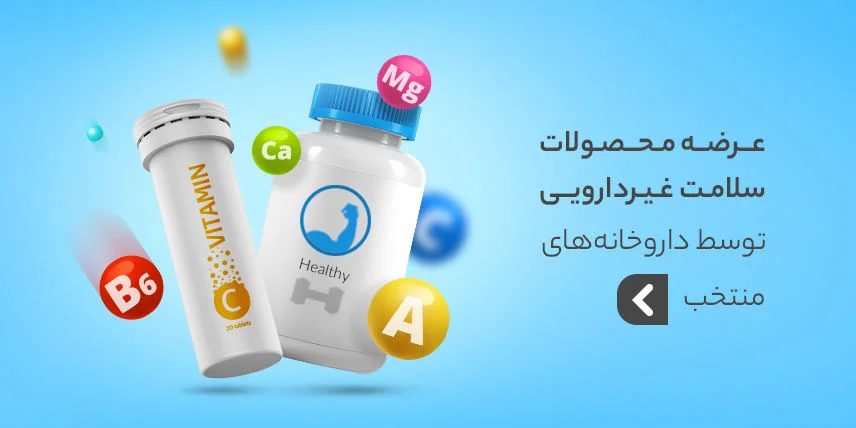 عرضه محصولات
سلامت غیردارویی
توسط داروخانه‌های
منتخب
Mg
Ca
VITAMIN
C
20 tablets
Healthy
C
B6
A